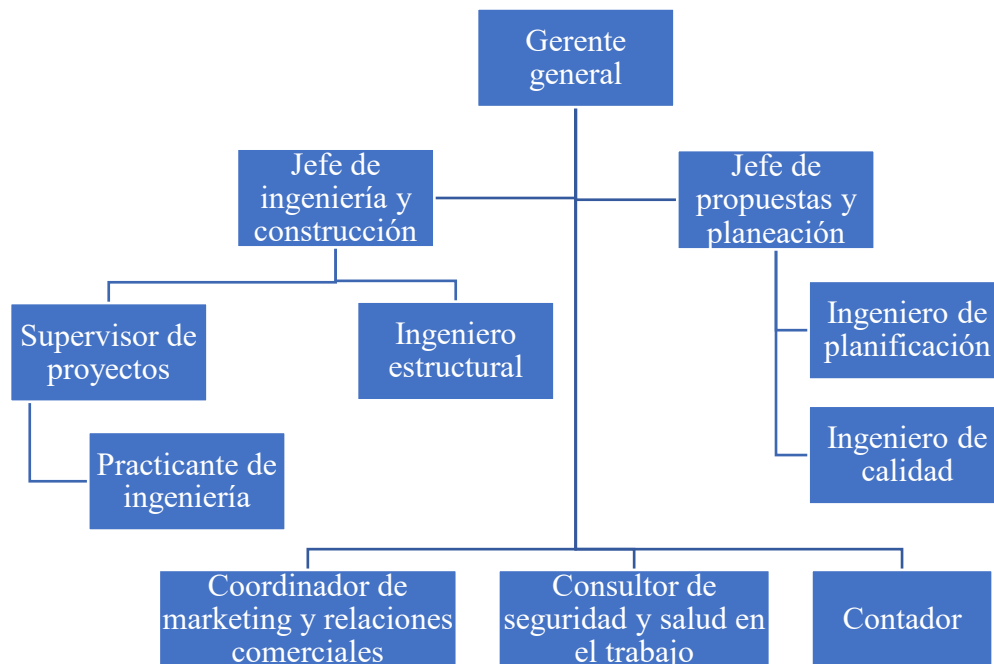 Gerente
general
Jefe de
ingeniería y
construcción
Jefe de
propuestas y
planeación
Supervisor de
proyectos
Ingeniero
estructural
Ingeniero de
planificación
Practicante de
ingeniería
Ingeniero de
calidad
Coordinador de
marketing y relaciones
comerciales
Consultor de
seguridad y salud en
el trabajo
Contador